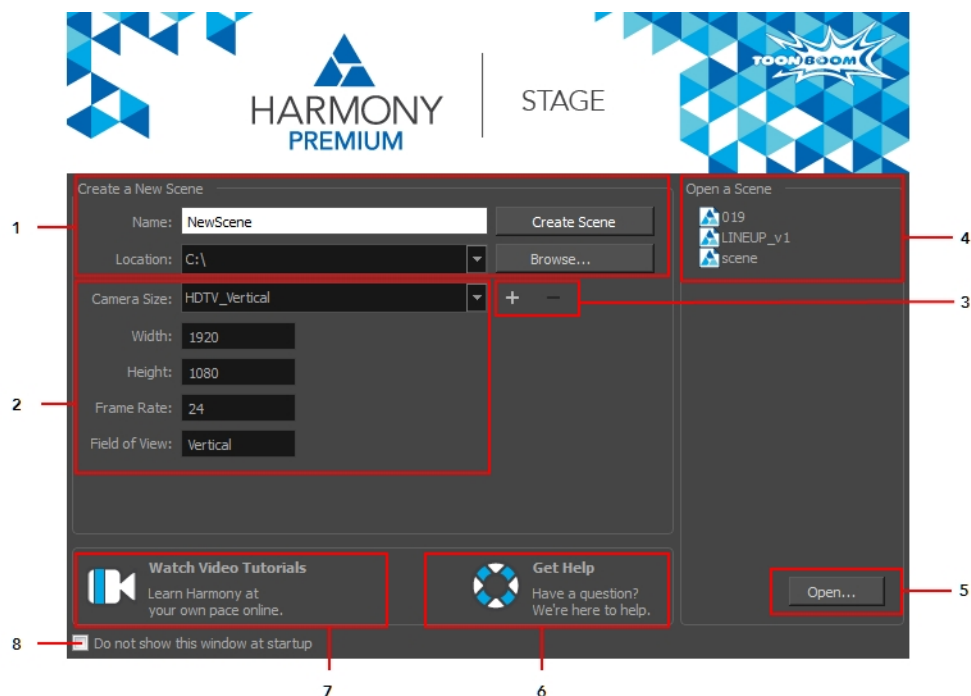 TOON BOOM
HARMONY
PREMIUM
STAGE
Create a New Scene
Name: NewScene Create Scene
Location: C:\ Browse...
Camera Size: HDTV_Vertical + −
Width: 1920
Height: 1080
Frame Rate: 24
Field of View: Vertical
Open a Scene
019
LINEUP_v1
scene
Open...
Watch Video Tutorials
Learn Harmony at
your own pace online.
Get Help
Have a question?
We're here to help.
Do not show this window at startup
1
2
3
4
5
6
7
8